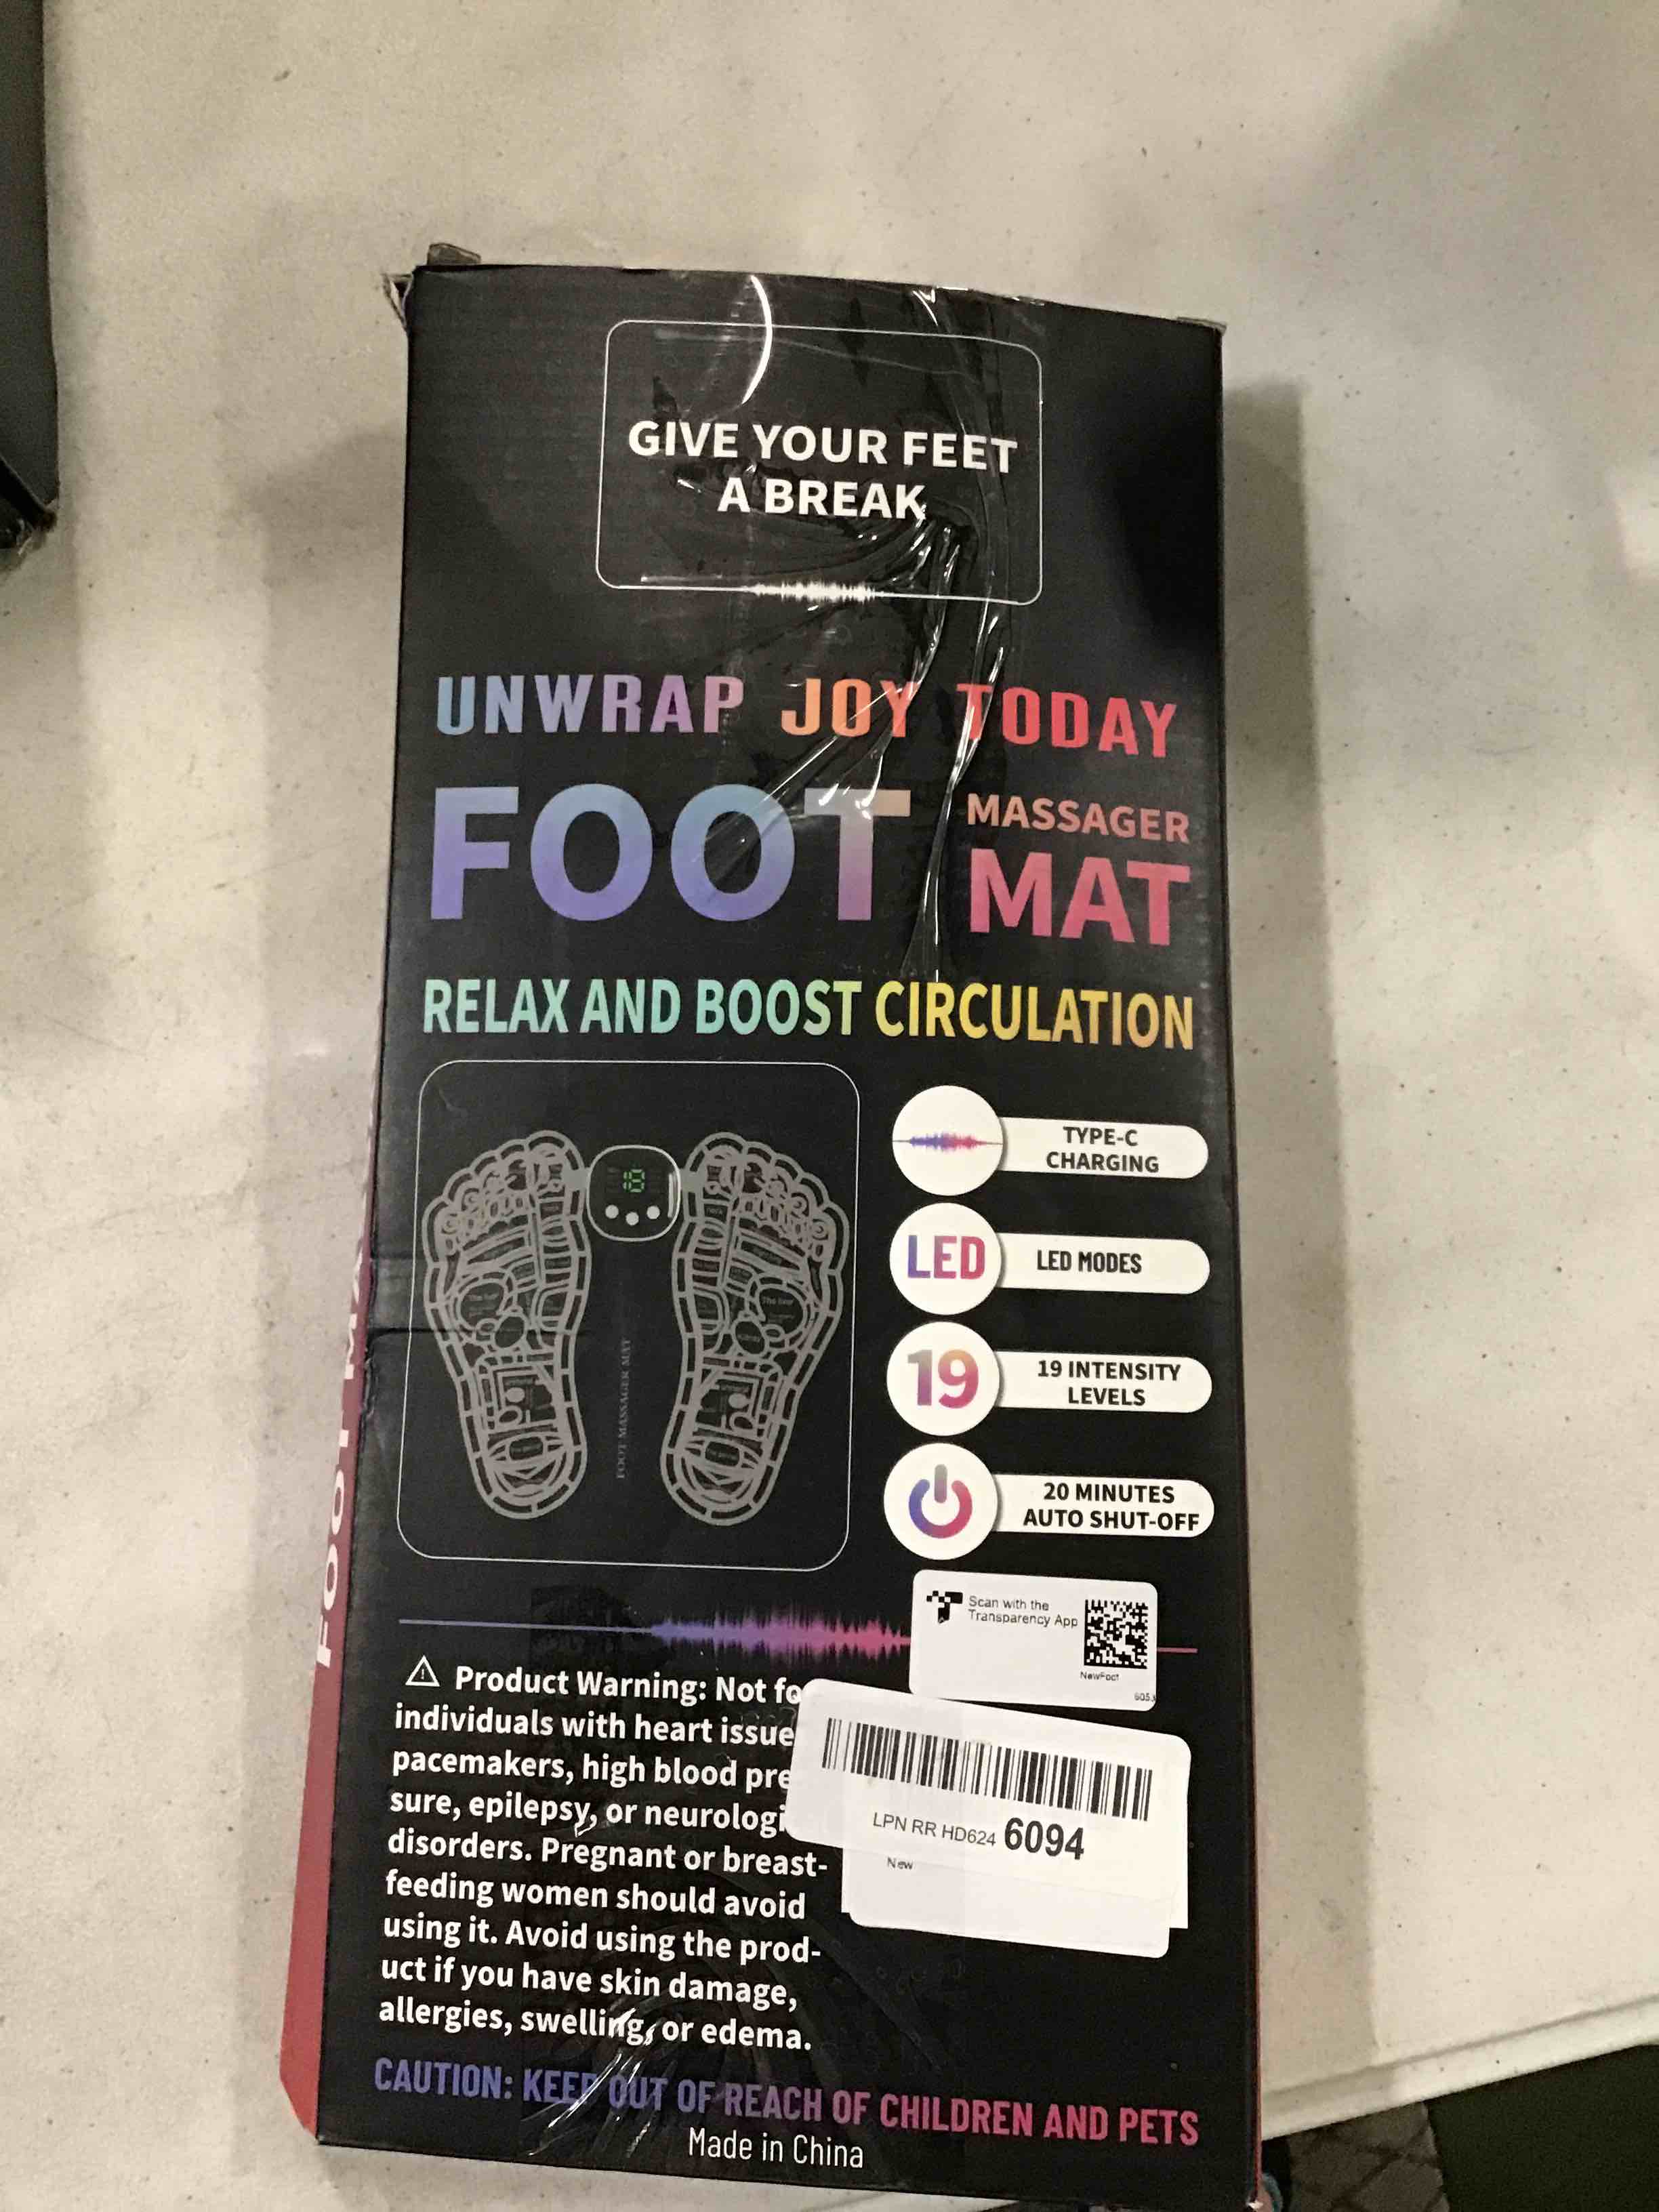 GIVE YOUR FEET
A BREAK
UNWRAP JOY TODAY
FOOT MASSAGER
MAT
RELAX AND BOOST CIRCULATION
18
FOOT MASSAGER MAT
TYPE-C
CHARGING
LED
LED MODES
19
19 INTENSITY
LEVELS
20 MINUTES
AUTO SHUT-OFF
Scan with the
Transparency App
NewFoot
LPN RR HD624 6094
New
Product Warning: Not fo
individuals with heart issue
pacemakers, high blood pre
sure, epilepsy, or neurologi
disorders. Pregnant or breast-
feeding women should avoid
using it. Avoid using the prod-
uct if you have skin damage,
allergies, swelling, or edema.
CAUTION: KEEP OUT OF REACH OF CHILDREN AND PETS
Made in China
FOOT MA